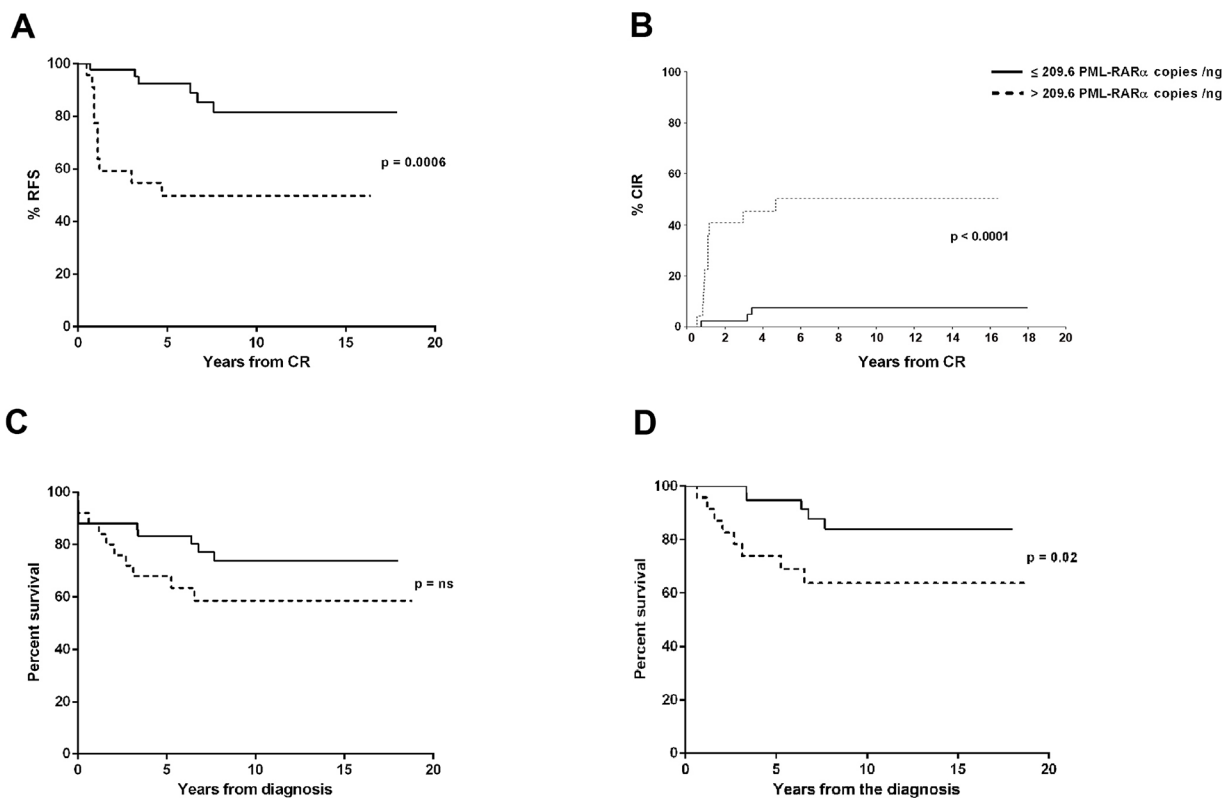 A
100
80
60
40
20
0
% RFS
p = 0.0006
0 5 10 15 20
Years from CR
B
≤ 209.6 PML-RARα copies /ng
> 209.6 PML-RARα copies /ng
100
80
60
40
20
0
% CIR
p < 0.0001
0 2 4 6 8 10 12 14 16 18 20
Years from CR
C
100
80
60
40
20
0
Percent survival
p = ns
0 5 10 15 20
Years from diagnosis
D
100
80
60
40
20
0
Percent survival
p = 0.02
0 5 10 15 20
Years from the diagnosis